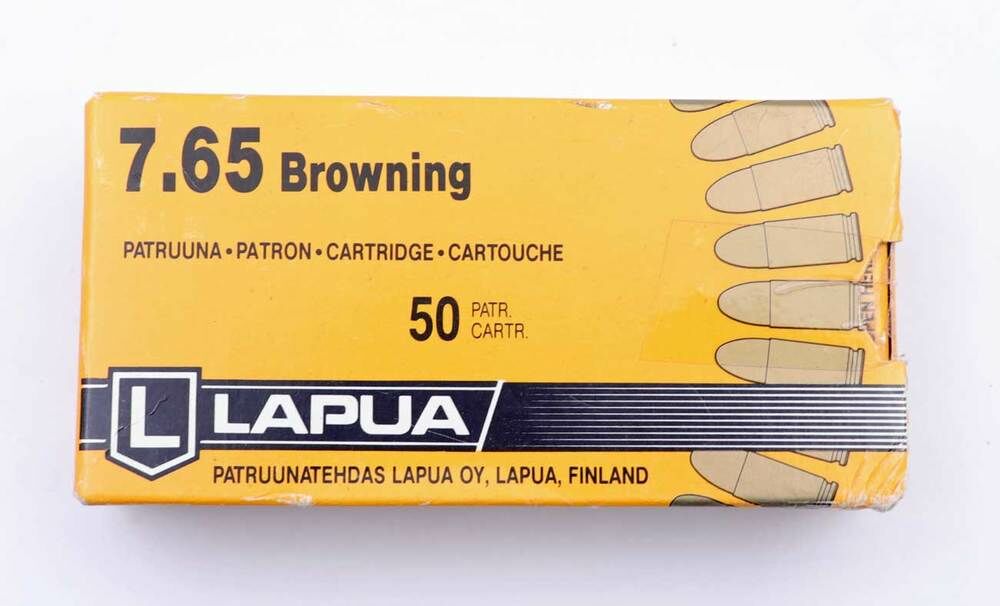 7.65 Browning
PATRUUNA • PATRON • CARTRIDGE • CARTOUCHE
50 PATR.
CARTR.
L LAPUA
PATRUUNATEHDAS LAPUA OY, LAPUA, FINLAND